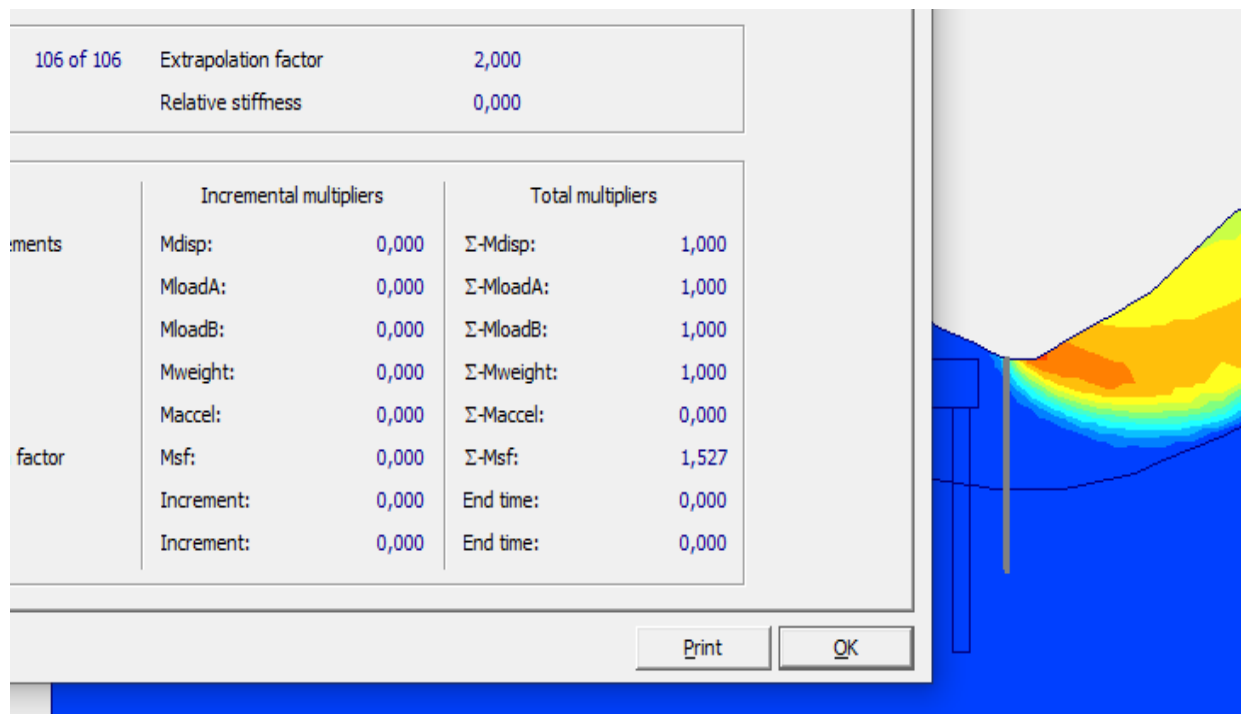 106 of 106 Extrapolation factor 2,000
Relative stiffness 0,000
Incremental multipliers Total multipliers
ements Mdisp: 0,000 Σ-Mdisp: 1,000
MloadA: 0,000 Σ-MloadA: 1,000
MloadB: 0,000 Σ-MloadB: 1,000
Mweight: 0,000 Σ-Mweight: 1,000
Maccel: 0,000 Σ-Maccel: 0,000
factor Msf: 0,000 Σ-Msf: 1,527
Increment: 0,000 End time: 0,000
Increment: 0,000 End time: 0,000
Print OK